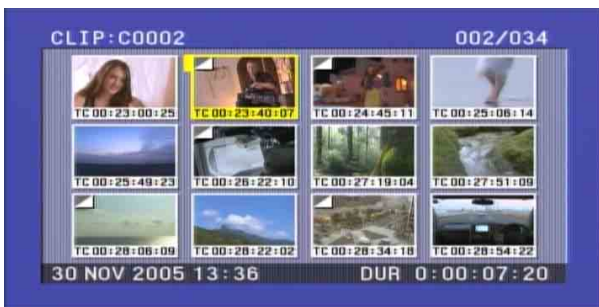 CLIP:C0002 002/034
TC 00:23:00:25 TC 00:23:40:07 TC 00:24:45:11 TC 00:25:06:14
TC 00:25:49:23 TC 00:26:22:10 TC 00:27:19:04 TC 00:27:51:09
TC 00:28:06:09 TC 00:28:22:02 TC 00:28:34:18 TC 00:28:54:22
30 NOV 2005 13:36 DUR 0:00:07:20